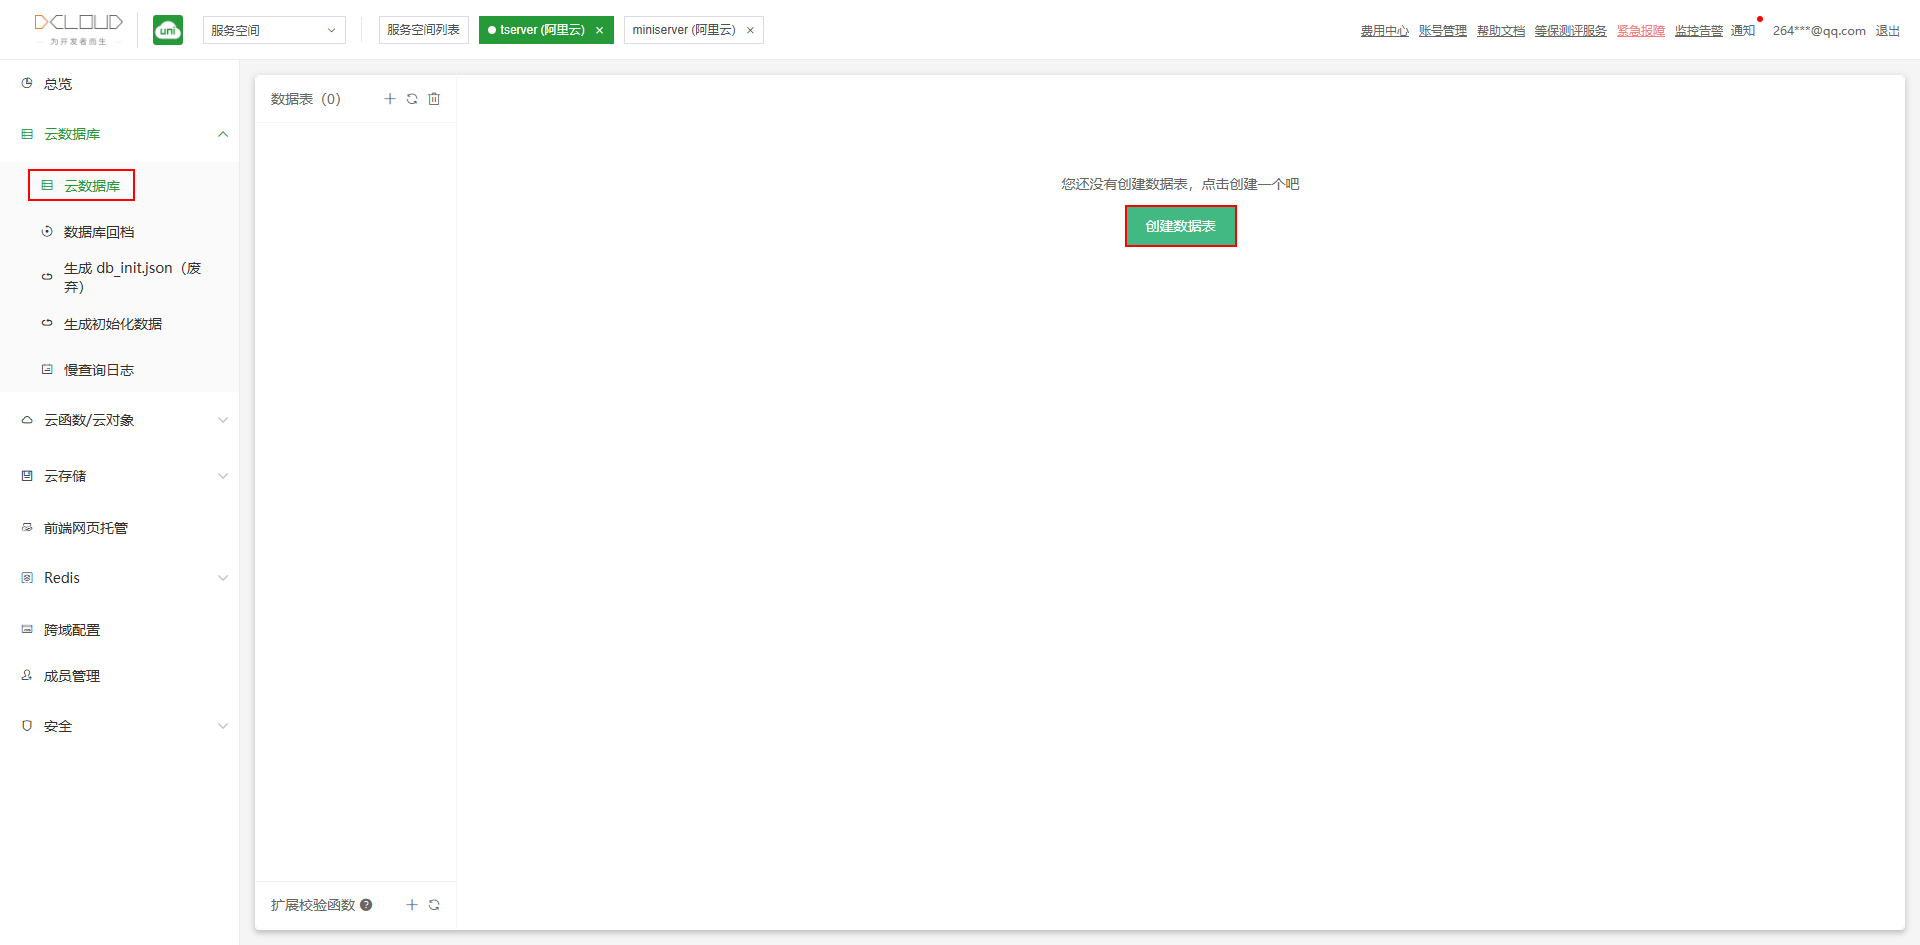 DCLOUD
为开发者而生
uni
服务空间
服务空间列表
tserver (阿里云) ×
miniserver (阿里云) ×
费用中心 账号管理 帮助文档 等保测评服务 紧急报障 监控告警 通知 264***@qq.com 退出
总览
云数据库
云数据库
数据库回档
生成 db_init.json（废
弃）
生成初始化数据
慢查询日志
云函数/云对象
云存储
前端网页托管
Redis
跨域配置
成员管理
安全
数据表（0）
您还没有创建数据表，点击创建一个吧
创建数据表
扩展校验函数 ?